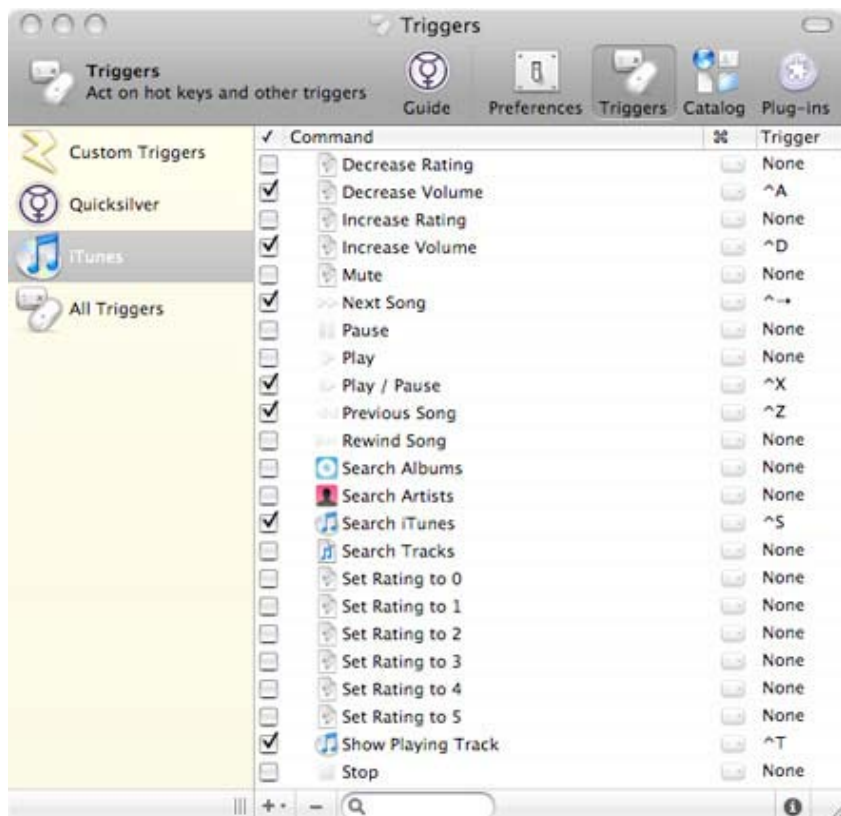 Triggers
Triggers
Act on hot keys and other triggers
Guide Preferences Triggers Catalog Plug-ins
Custom Triggers
Quicksilver
iTunes
All Triggers
✓ Command ⌘ Trigger
Decrease Rating None
Decrease Volume ^A
Increase Rating None
Increase Volume ^D
Mute None
Next Song ^→
Pause None
Play None
Play / Pause ^X
Previous Song ^Z
Rewind Song None
Search Albums None
Search Artists None
Search iTunes ^S
Search Tracks None
Set Rating to 0 None
Set Rating to 1 None
Set Rating to 2 None
Set Rating to 3 None
Set Rating to 4 None
Set Rating to 5 None
Show Playing Track ^T
Stop None